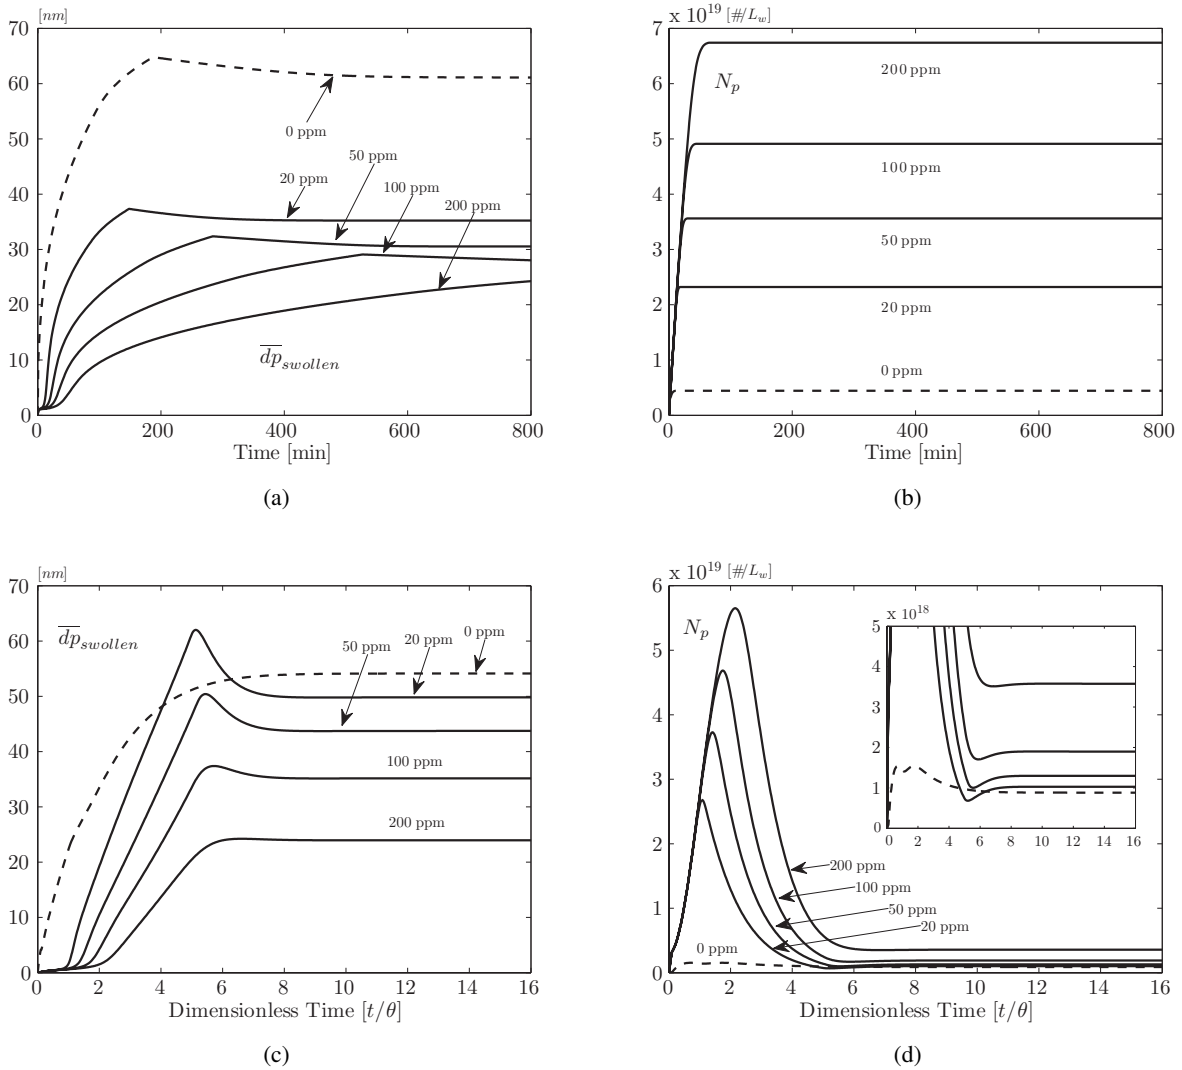 [nm]
70
60
50
40
30
20
10
0
0 ppm
50 ppm
20 ppm
100 ppm
200 ppm
dp swollen
0 200 400 600 800
Time [min]
(a)
7 x 10^19 [#/L_w]
6
5
4
3
2
1
0
N_p
200 ppm
100 ppm
50 ppm
20 ppm
0 ppm
0 200 400 600 800
Time [min]
(b)
[nm]
70
60
50
40
30
20
10
0
dp swollen
50 ppm
20 ppm
0 ppm
100 ppm
200 ppm
0 2 4 6 8 10 12 14 16
Dimensionless Time [t/θ]
(c)
6 x 10^19 [#/L_w]
5
4
3
2
1
0
N_p
5 x 10^18
4
3
2
1
0
0 2 4 6 8 10 12 14 16
200 ppm
100 ppm
50 ppm
20 ppm
0 ppm
0 2 4 6 8 10 12 14 16
Dimensionless Time [t/θ]
(d)